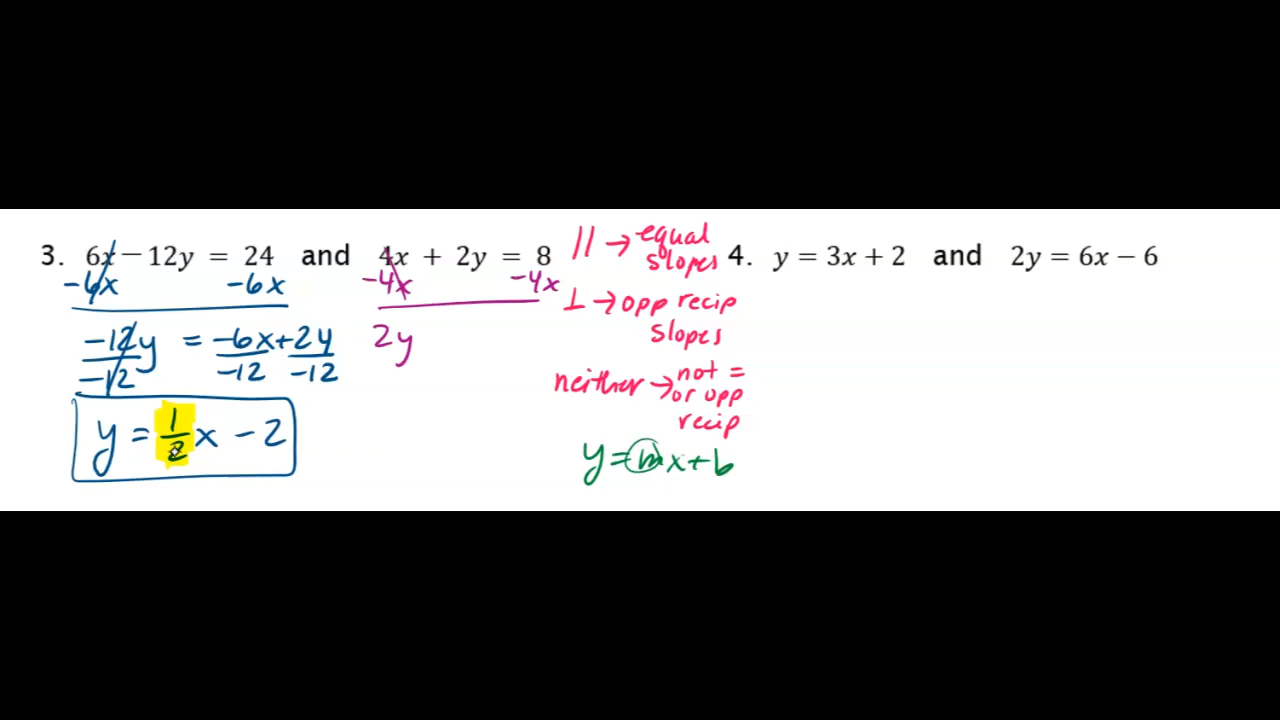 3. 6x − 12y = 24 and 4x + 2y = 8
-6x -6x -4x -4x
-12y = -6x+24
-12 -12 -12
y = 1/2 x - 2
2y
// → equal
slopes
⊥ → opp recip
slopes
neither → not =
or opp
recip
y = mx + b
4. y = 3x + 2 and 2y = 6x − 6